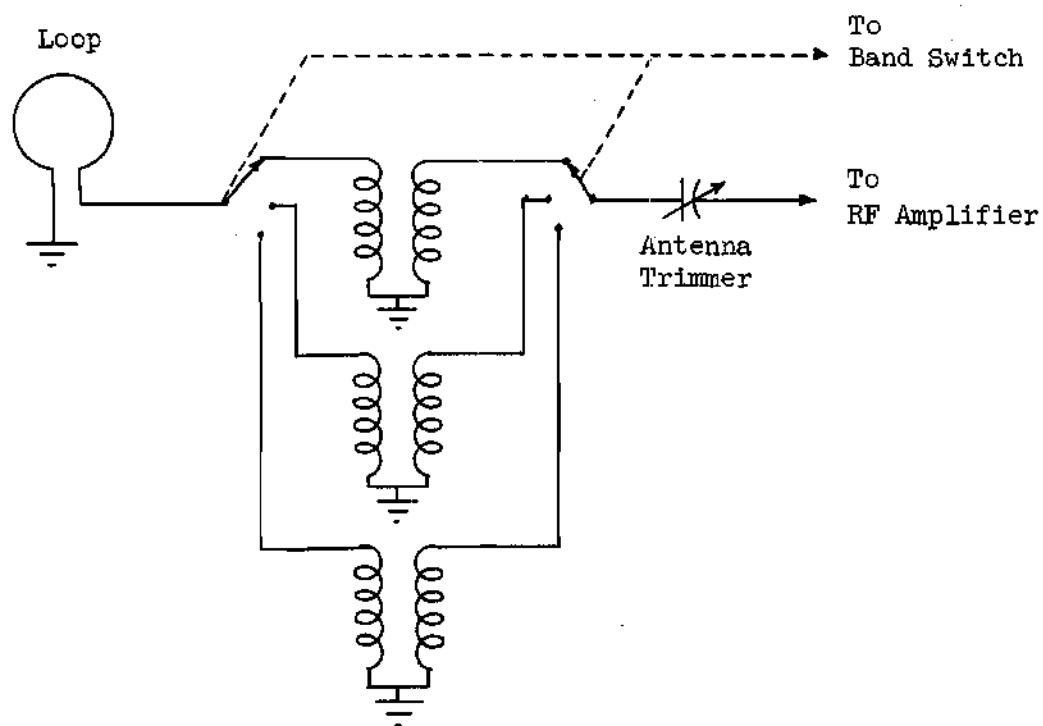 Loop
To
Band Switch
To
RF Amplifier
Antenna
Trimmer